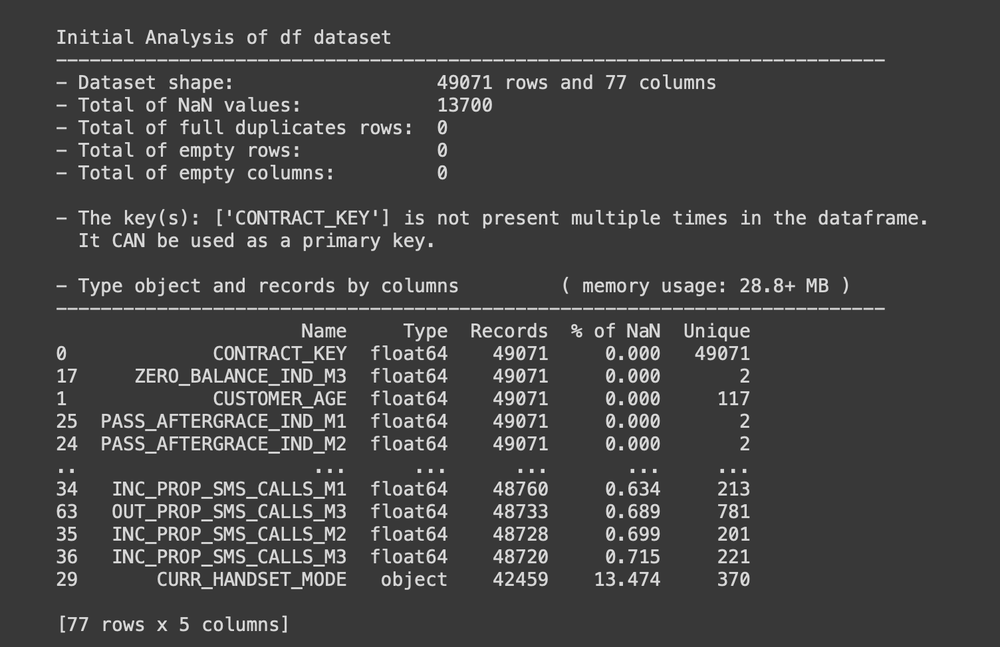 Initial Analysis of df dataset
--------------------------------------------------------------------------
- Dataset shape:                  49071 rows and 77 columns
- Total of NaN values:            13700
- Total of full duplicates rows:  0
- Total of empty rows:            0
- Total of empty columns:         0
- The key(s): ['CONTRACT_KEY'] is not present multiple times in the dataframe.
  It CAN be used as a primary key.
- Type object and records by columns         ( memory usage: 28.8+ MB )
--------------------------------------------------------------------------
                      Name     Type  Records  % of NaN  Unique
0             CONTRACT_KEY  float64    49071     0.000   49071
17     ZERO_BALANCE_IND_M3  float64    49071     0.000       2
1             CUSTOMER_AGE  float64    49071     0.000     117
25  PASS_AFTERGRACE_IND_M1  float64    49071     0.000       2
24  PASS_AFTERGRACE_IND_M2  float64    49071     0.000       2
..                     ...      ...      ...       ...     ...
34   INC_PROP_SMS_CALLS_M1  float64    48760     0.634     213
63   OUT_PROP_SMS_CALLS_M3  float64    48733     0.689     781
35   INC_PROP_SMS_CALLS_M2  float64    48728     0.699     201
36   INC_PROP_SMS_CALLS_M3  float64    48720     0.715     221
29       CURR_HANDSET_MODE   object    42459    13.474     370
[77 rows x 5 columns]